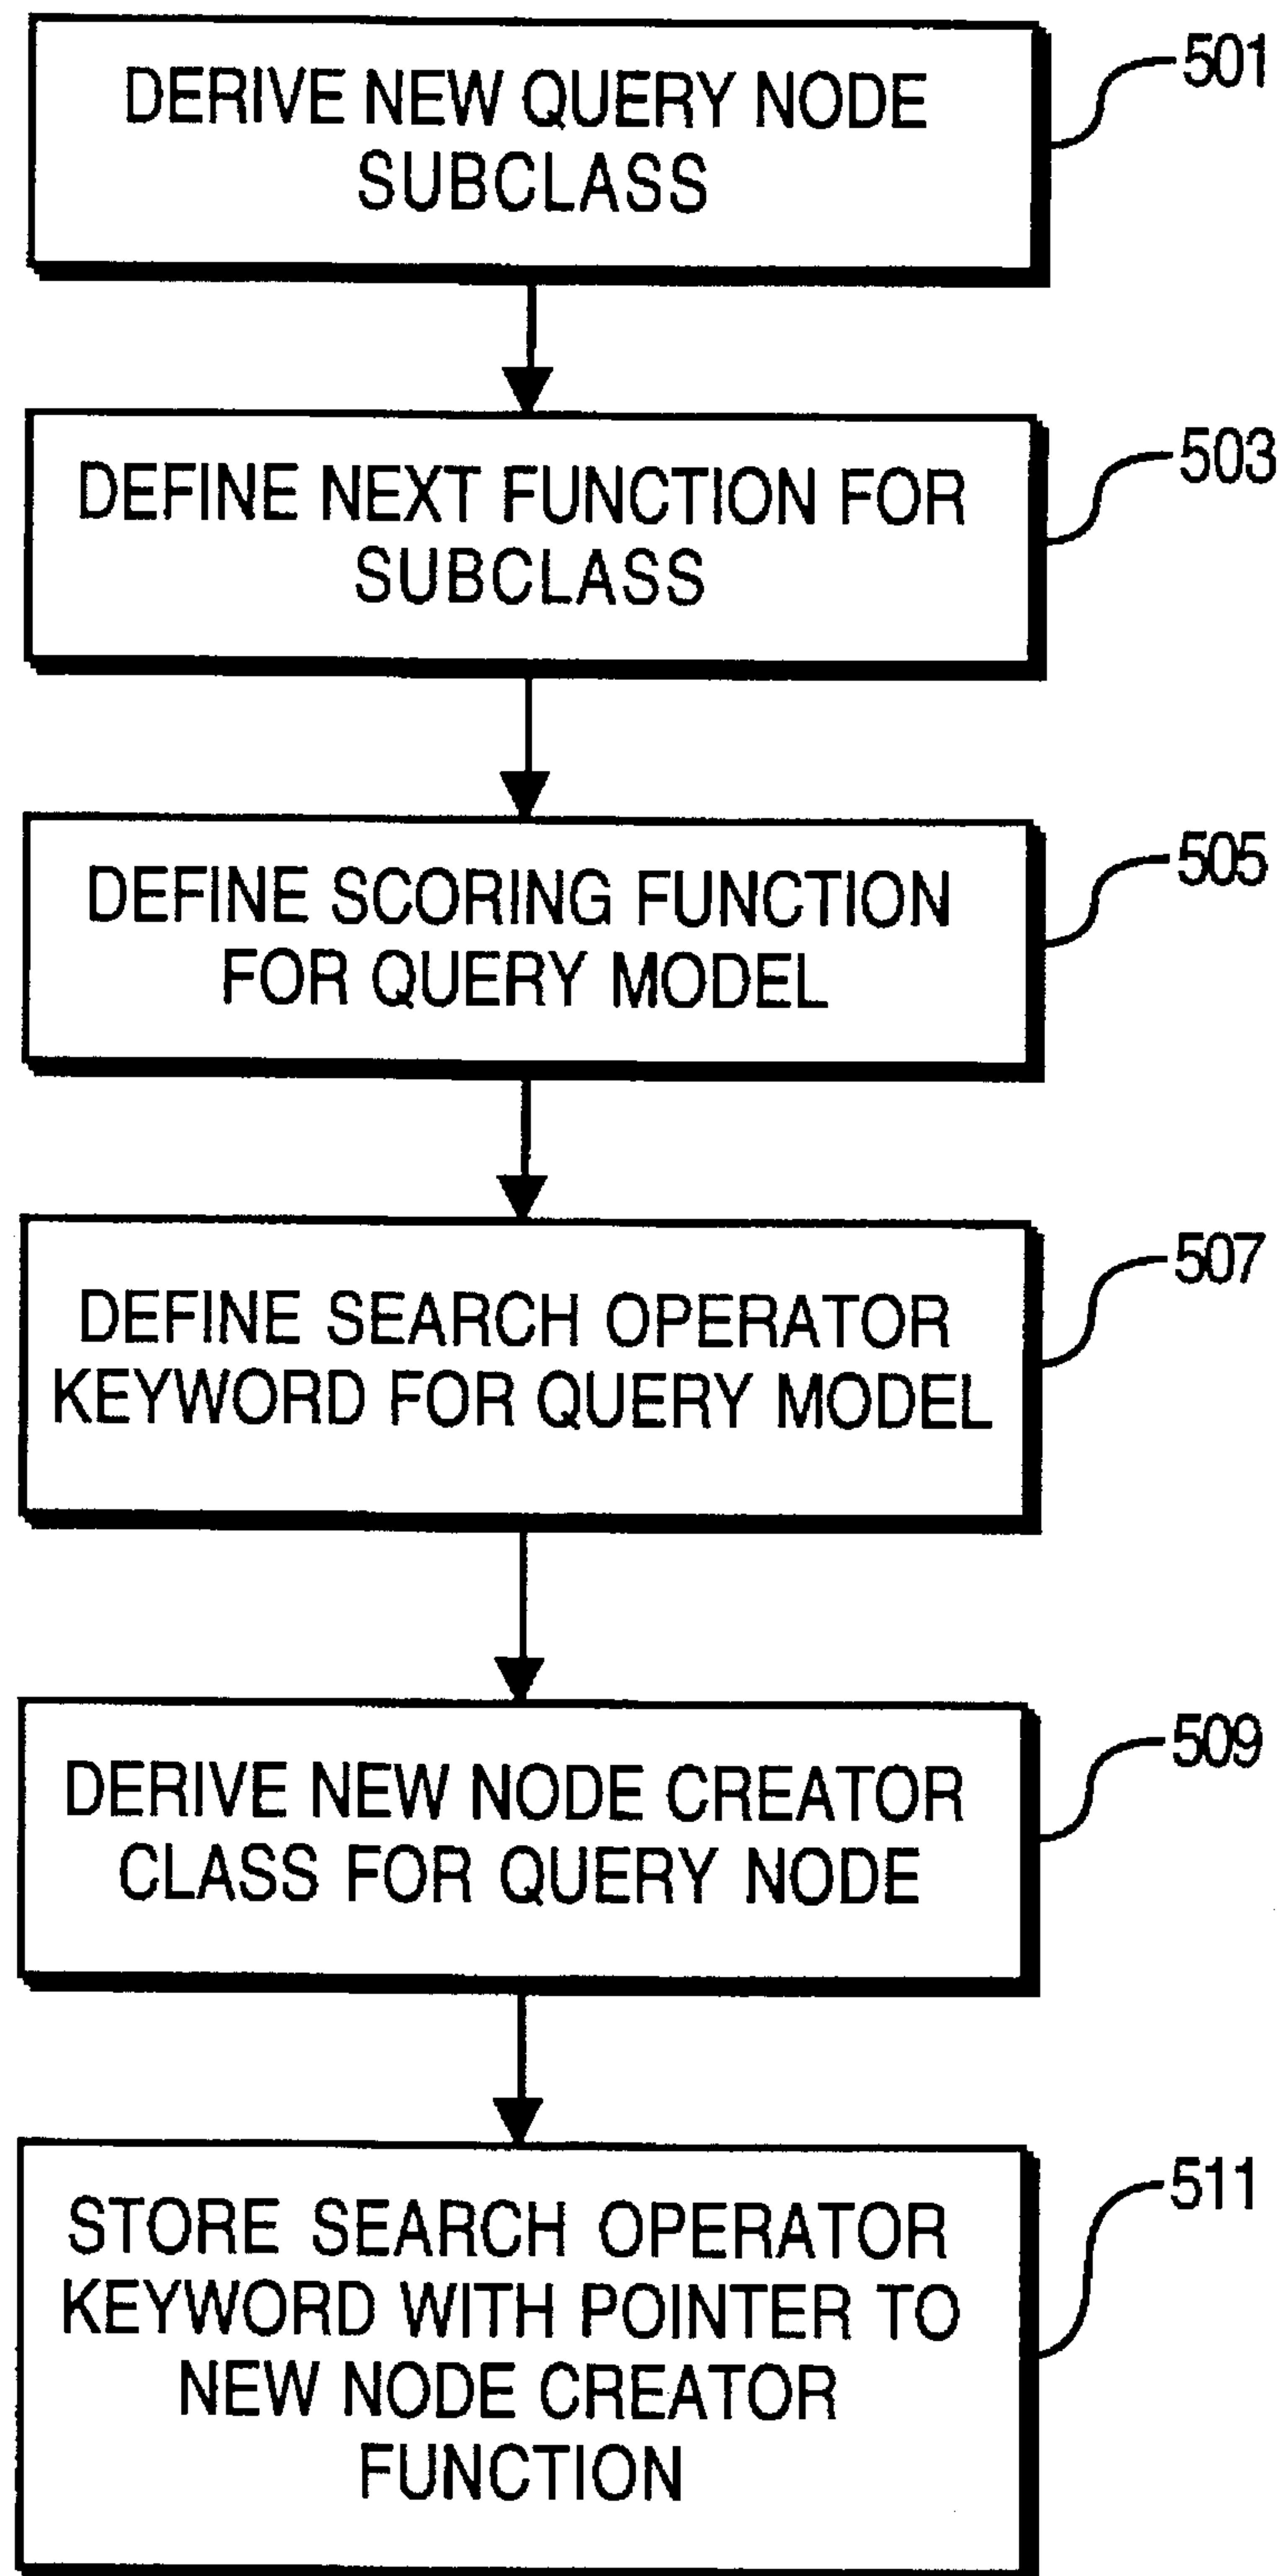 DERIVE NEW QUERY NODE
SUBCLASS
501
DEFINE NEXT FUNCTION FOR
SUBCLASS
503
DEFINE SCORING FUNCTION
FOR QUERY MODEL
505
DEFINE SEARCH OPERATOR
KEYWORD FOR QUERY MODEL
507
DERIVE NEW NODE CREATOR
CLASS FOR QUERY NODE
509
STORE SEARCH OPERATOR
KEYWORD WITH POINTER TO
NEW NODE CREATOR
FUNCTION
511